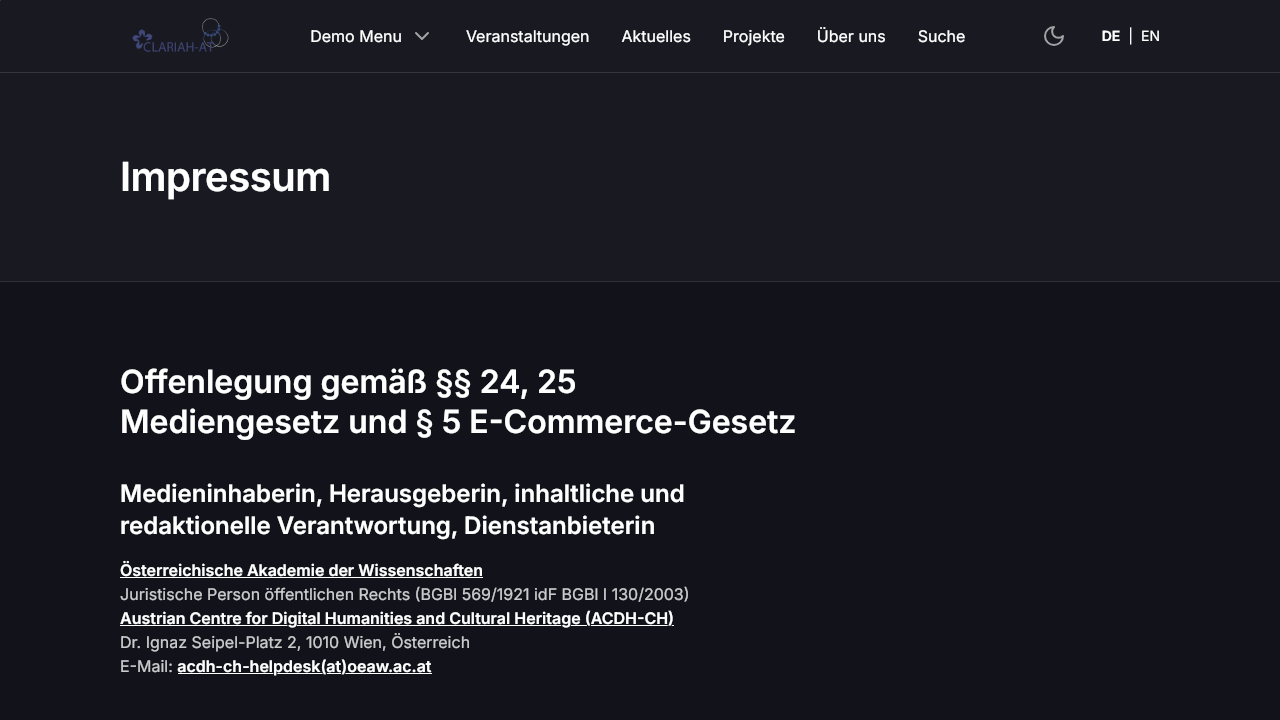 CLARIAH-AT
Demo Menu Veranstaltungen Aktuelles Projekte Über uns Suche DE | EN
Impressum
Offenlegung gemäß §§ 24, 25
Mediengesetz und § 5 E-Commerce-Gesetz
Medieninhaberin, Herausgeberin, inhaltliche und
redaktionelle Verantwortung, Dienstanbieterin
Österreichische Akademie der Wissenschaften
Juristische Person öffentlichen Rechts (BGBl 569/1921 idF BGBl I 130/2003)
Austrian Centre for Digital Humanities and Cultural Heritage (ACDH-CH)
Dr. Ignaz Seipel-Platz 2, 1010 Wien, Österreich
E-Mail: acdh-ch-helpdesk(at)oeaw.ac.at